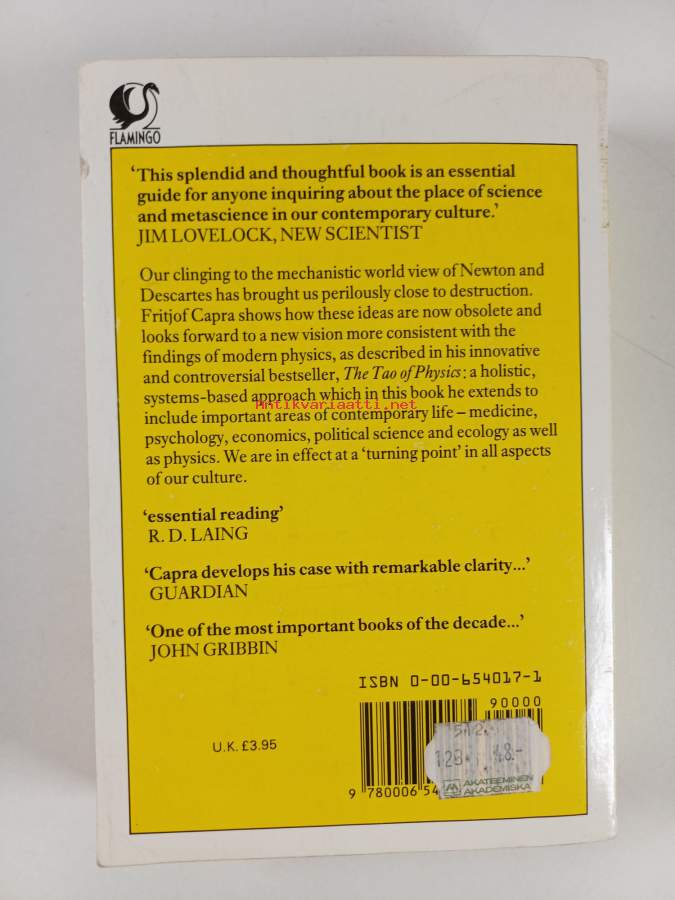 FLAMINGO
‘This splendid and thoughtful book is an essential
guide for anyone inquiring about the place of science
and metascience in our contemporary culture.’
JIM LOVELOCK, NEW SCIENTIST
Our clinging to the mechanistic world view of Newton and
Descartes has brought us perilously close to destruction.
Fritjof Capra shows how these ideas are now obsolete and
looks forward to a new vision more consistent with the
findings of modern physics, as described in his innovative
and controversial bestseller, The Tao of Physics: a holistic,
systems-based approach which in this book he extends to
include important areas of contemporary life – medicine,
psychology, economics, political science and ecology as well
as physics. We are in effect at a ‘turning point’ in all aspects
of our culture.
Antikvariaatti.net
‘essential reading’
R. D. LAING
‘Capra develops his case with remarkable clarity...’
GUARDIAN
‘One of the most important books of the decade...’
JOHN GRIBBIN
ISBN 0-00-654017-1
90000
U.K. £3.95
48.-
9 780006 54
AKATEEMINEN
AKADEMISKA